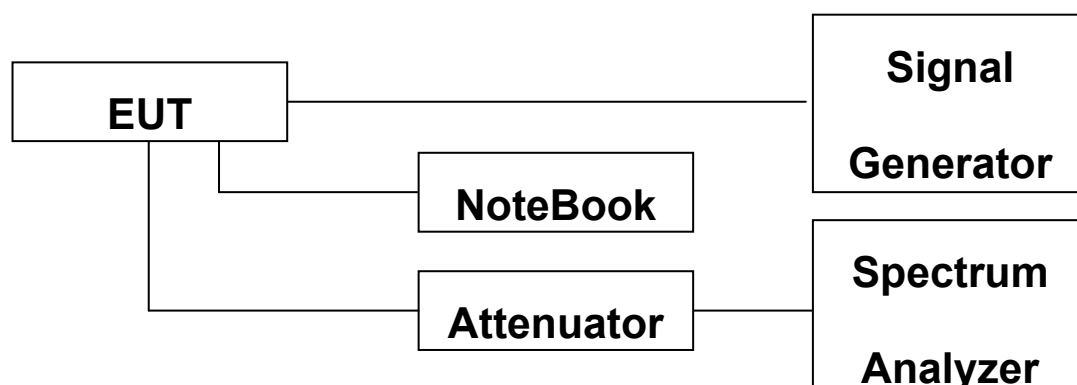 Signal
Generator
EUT
NoteBook
Attenuator
Spectrum
Analyzer